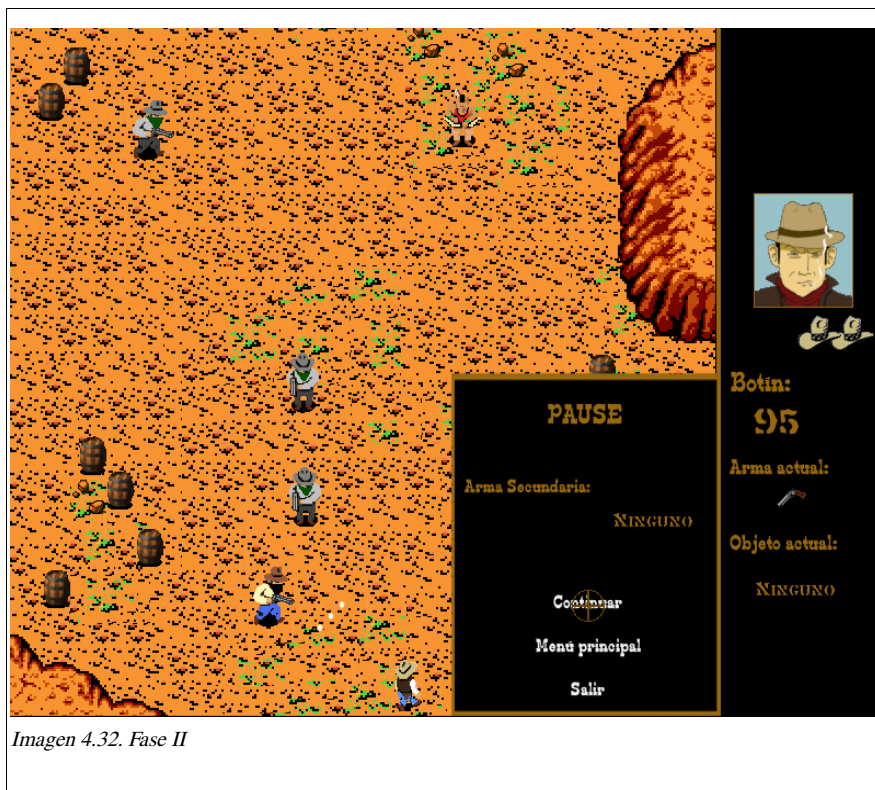 Botín:
95
Arma actual:
Objeto actual:
Ninguno
PAUSE
Arma Secundaria:
Ninguno
Continuar
Menú principal
Salir
Imagen 4.32. Fase II